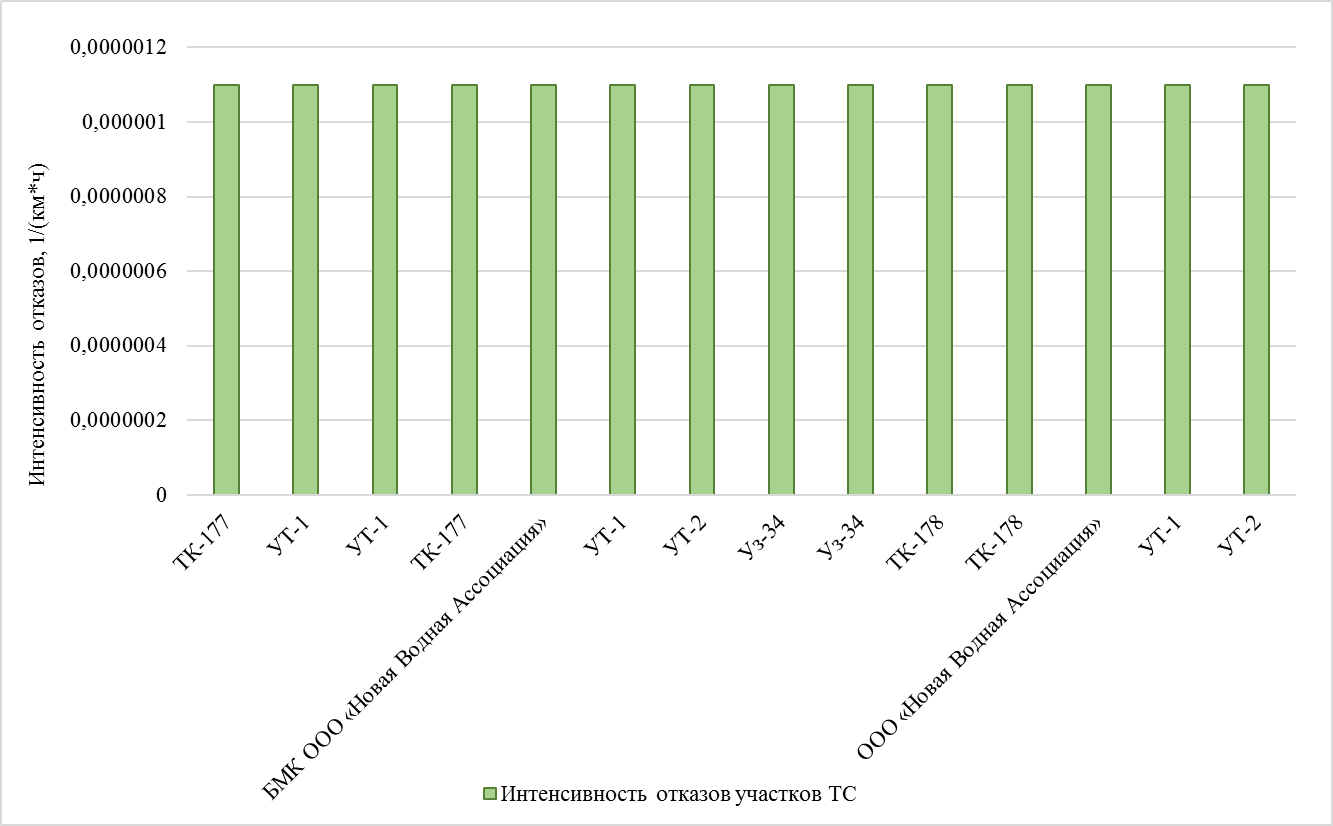 0,0000012
0,000001
0,0000008
0,0000006
0,0000004
0,0000002
0
Интенсивность отказов, 1/(км*ч)
ТК-177
УТ-1
УТ-1
ТК-177
БМК ООО «Новая Водная Ассоциация»
УТ-1
УТ-2
Уз-34
Уз-34
ТК-178
ТК-178
ООО «Новая Водная Ассоциация»
УТ-1
УТ-2
Интенсивность отказов участков ТС